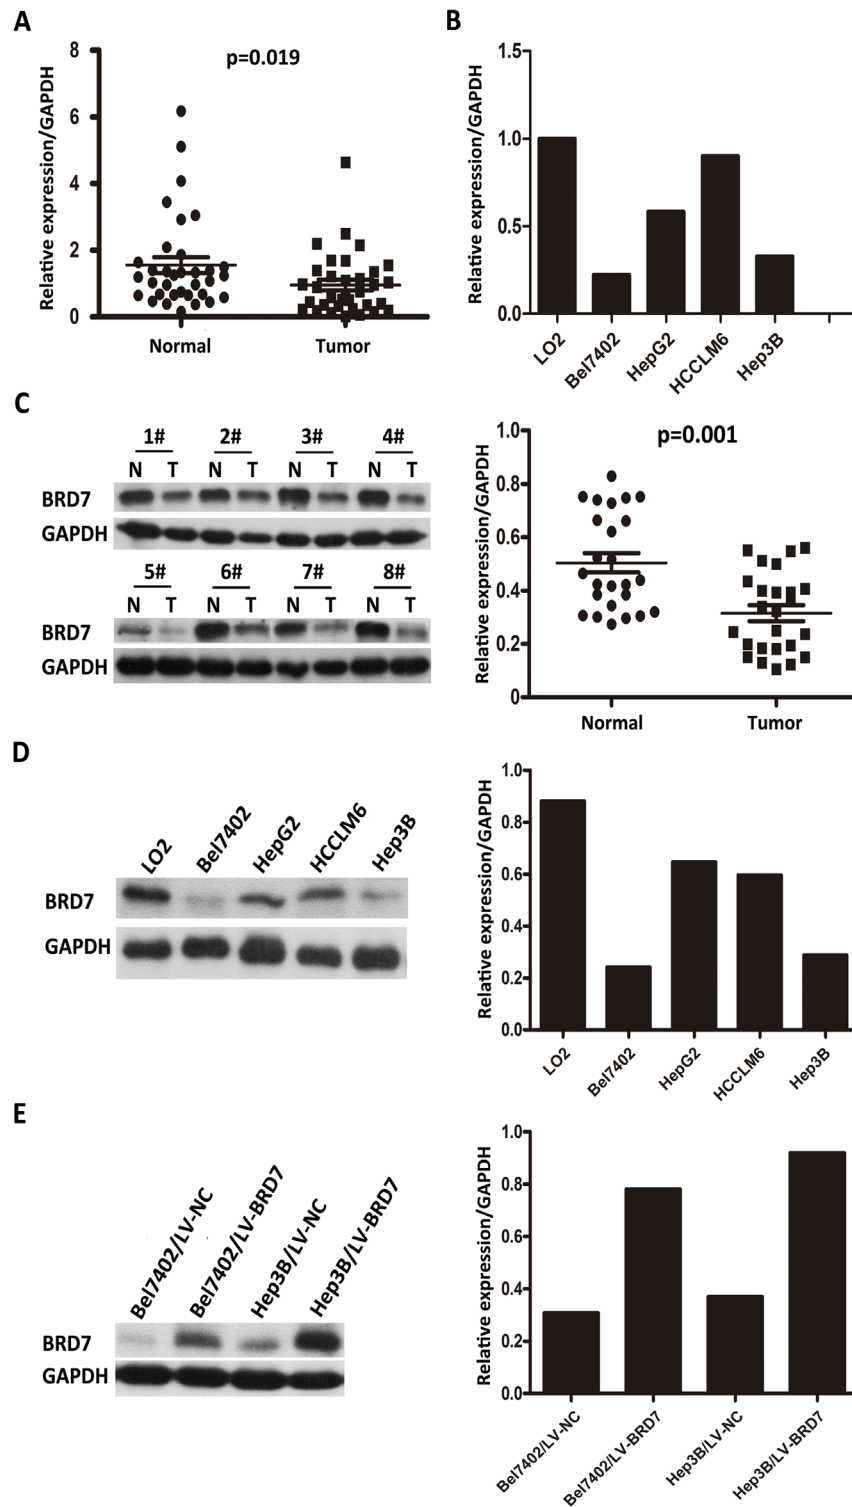 A
Relative expression/GAPDH
8
6
4
2
0
p=0.019
Normal Tumor
B
Relative expression/GAPDH
1.5
1.0
0.5
0.0
LO2 Bel7402 HepG2 HCCLM6 Hep3B
C
1# 2# 3# 4#
N T N T N T N T
BRD7
GAPDH
5# 6# 7# 8#
N T N T N T N T
BRD7
GAPDH
Relative expression/GAPDH
1.0
0.8
0.6
0.4
0.2
0
p=0.001
Normal Tumor
D
LO2 Bel7402 HepG2 HCCLM6 Hep3B
BRD7
GAPDH
Relative expression/GAPDH
1.0
0.8
0.6
0.4
0.2
0.0
LO2 Bel7402 HepG2 HCCLM6 Hep3B
E
Bel7402/LV-NC Bel7402/LV-BRD7 Hep3B/LV-NC Hep3B/LV-BRD7
BRD7
GAPDH
Relative expression/GAPDH
1.0
0.8
0.6
0.4
0.2
0.0
Bel7402/LV-NC Bel7402/LV-BRD7 Hep3B/LV-NC Hep3B/LV-BRD7